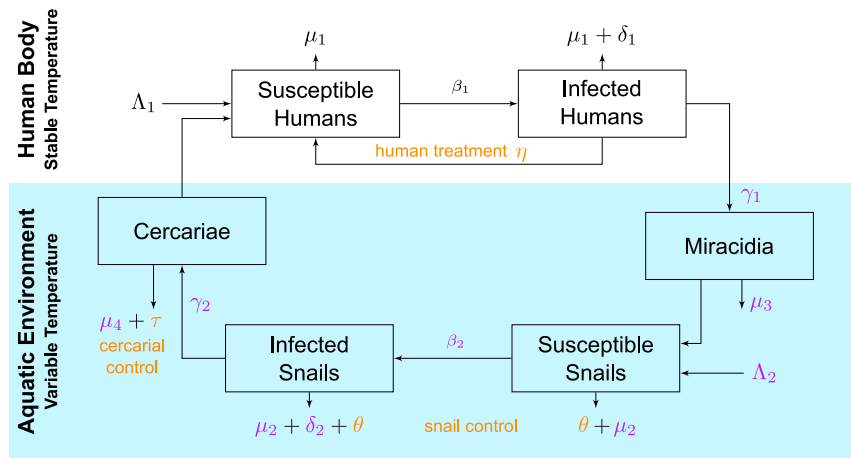 Human Body
Stable Temperature
μ₁
μ₁ + δ₁
Λ₁
Susceptible
Humans
β₁
Infected
Humans
human treatment η
Aquatic Environment
Variable Temperature
γ₁
Cercariae
Miracidia
μ₄ + τ
cercarial
control
γ₂
μ₃
Infected
Snails
β₂
Susceptible
Snails
Λ₂
μ₂ + δ₂ + θ
snail control
θ + μ₂